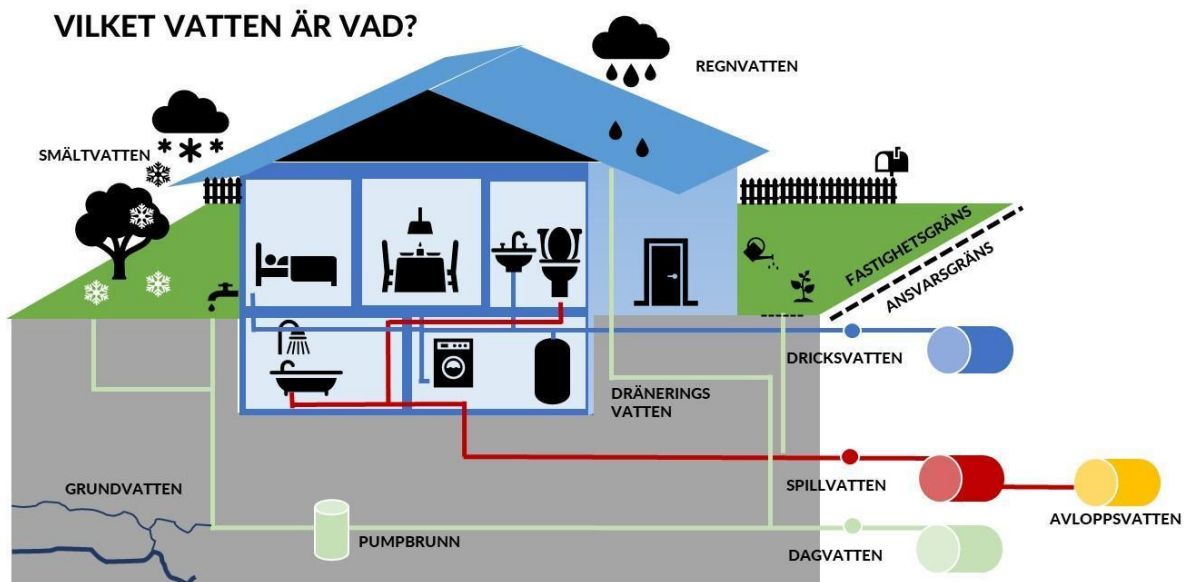 VILKET VATTEN ÄR VAD?
REGNVATTEN
SMÄLTVATTEN
FASTIGHETSGRÄNS
ANSVARSGRÄNS
DRICKSVATTEN
DRÄNERINGS
VATTEN
GRUNDVATTEN
SPILLVATTEN
AVLOPPSVATTEN
PUMPBRUNN
DAGVATTEN